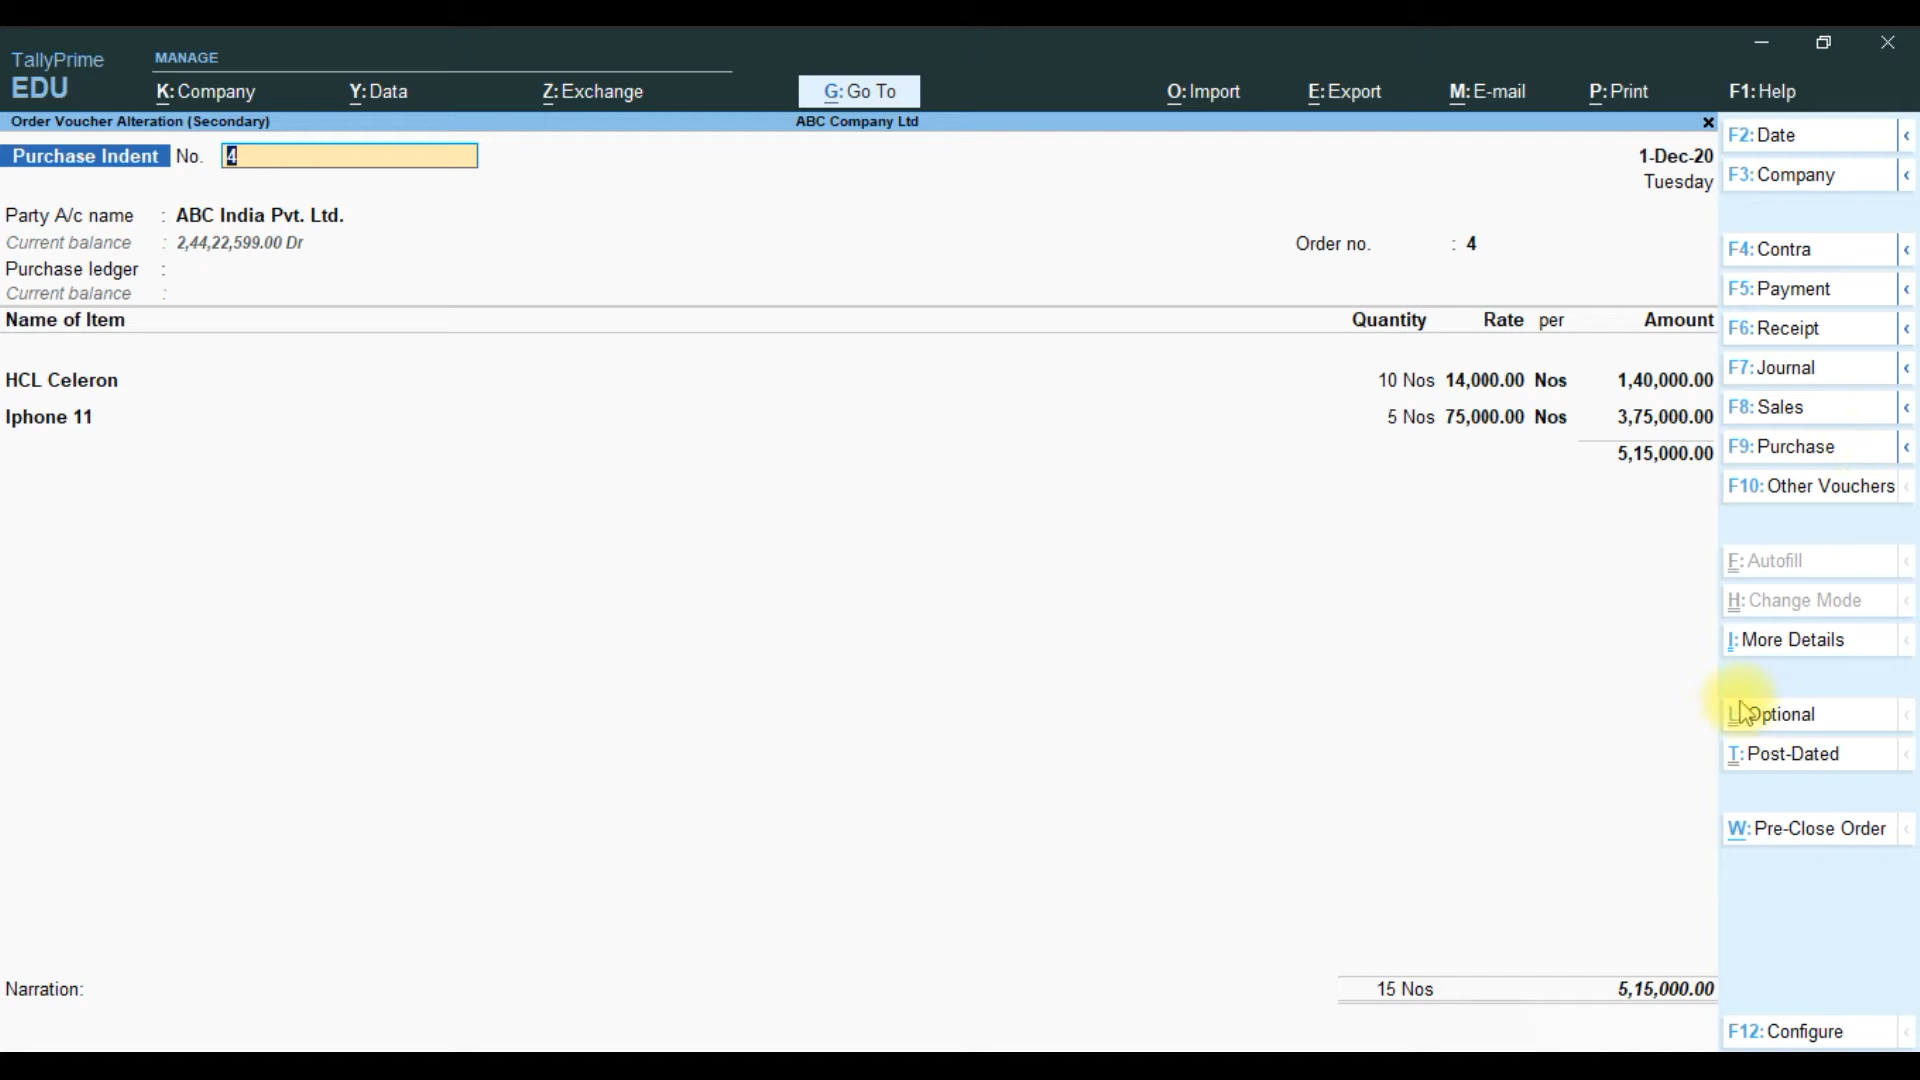 TallyPrime
EDU
MANAGE
K: Company
Y: Data
Z: Exchange
G: Go To
O: Import
E: Export
M: E-mail
P: Print
F1: Help
Order Voucher Alteration (Secondary)
ABC Company Ltd
Purchase Indent No. 4
1-Dec-20
Tuesday
Party A/c name : ABC India Pvt. Ltd.
Current balance : 2,44,22,599.00 Dr
Order no. : 4
Purchase ledger :
Current balance :
Name of Item Quantity Rate per Amount
HCL Celeron 10 Nos 14,000.00 Nos 1,40,000.00
Iphone 11 5 Nos 75,000.00 Nos 3,75,000.00
5,15,000.00
Narration: 15 Nos 5,15,000.00
F2: Date
F3: Company
F4: Contra
F5: Payment
F6: Receipt
F7: Journal
F8: Sales
F9: Purchase
F10: Other Vouchers
F: Autofill
H: Change Mode
I: More Details
L: Optional
T: Post-Dated
W: Pre-Close Order
F12: Configure